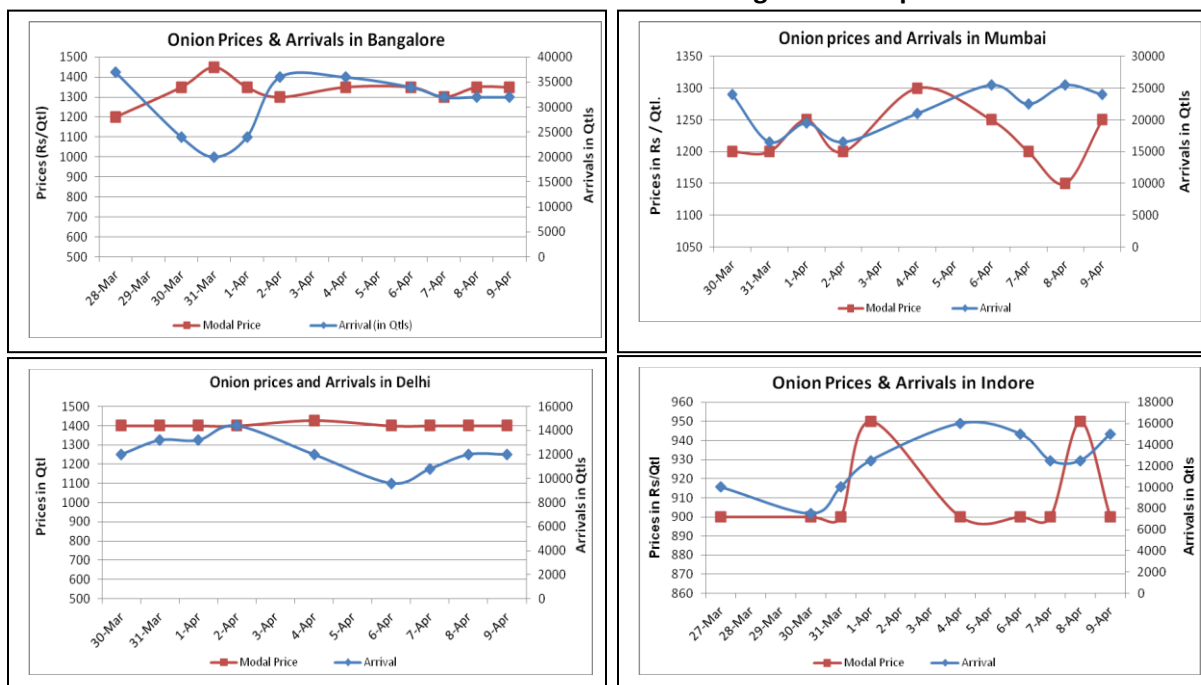 Onion Prices & Arrivals in Bangalore
Prices (Rs/Qtl)
1500
1400
1300
1200
1100
1000
900
800
700
600
500
40000
35000
30000
25000
20000
15000
10000
5000
0
Arrivals in Qtls
28-Mar
29-Mar
30-Mar
31-Mar
1-Apr
2-Apr
3-Apr
4-Apr
5-Apr
6-Apr
7-Apr
8-Apr
9-Apr
Modal Price
Arrival (in Qtls)
Onion prices and Arrivals in Mumbai
Prices in Rs / Qtl.
1350
1300
1250
1200
1150
1100
1050
30000
25000
20000
15000
10000
5000
0
Arrivals in Qtls
30-Mar
31-Mar
1-Apr
2-Apr
3-Apr
4-Apr
5-Apr
6-Apr
7-Apr
8-Apr
9-Apr
Modal Price
Arrival
Onion prices and Arrivals in Delhi
Prices in Qtl
1500
1400
1300
1200
1100
1000
900
800
700
600
500
16000
14000
12000
10000
8000
6000
4000
2000
0
Arrivals in Qtls
30-Mar
31-Mar
1-Apr
2-Apr
3-Apr
4-Apr
5-Apr
6-Apr
7-Apr
8-Apr
9-Apr
Modal Price
Arrival
Onion Prices & Arrivals in Indore
Prices in Rs/Qtl
960
950
940
930
920
910
900
890
880
870
860
18000
16000
14000
12000
10000
8000
6000
4000
2000
0
Arrivals in Qtls
27-Mar
28-Mar
29-Mar
30-Mar
31-Mar
1-Apr
2-Apr
3-Apr
4-Apr
5-Apr
6-Apr
7-Apr
8-Apr
9-Apr
Modal Price
Arrival